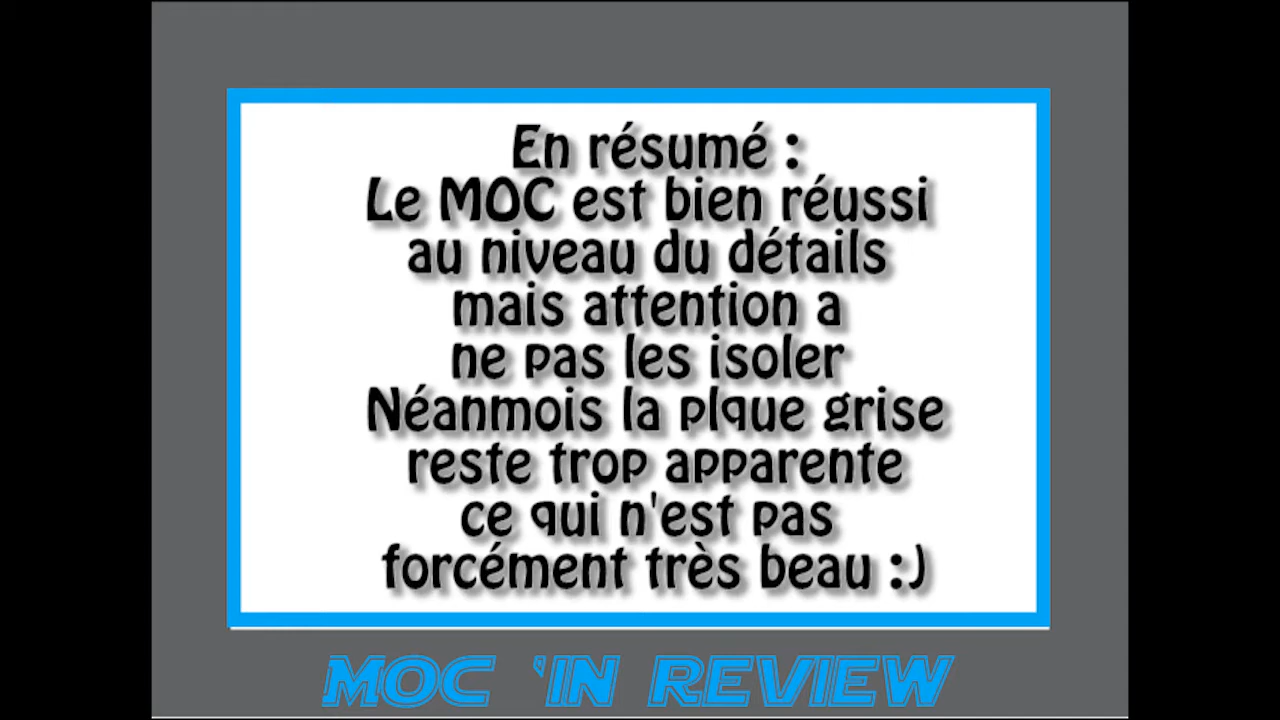 En résumé :
Le MOC est bien réussi
au niveau du détails
mais attention a
ne pas les isoler
Néanmois la plque grise
reste trop apparente
ce qui n'est pas
forcément très beau :)
MOC 'IN REVIEW